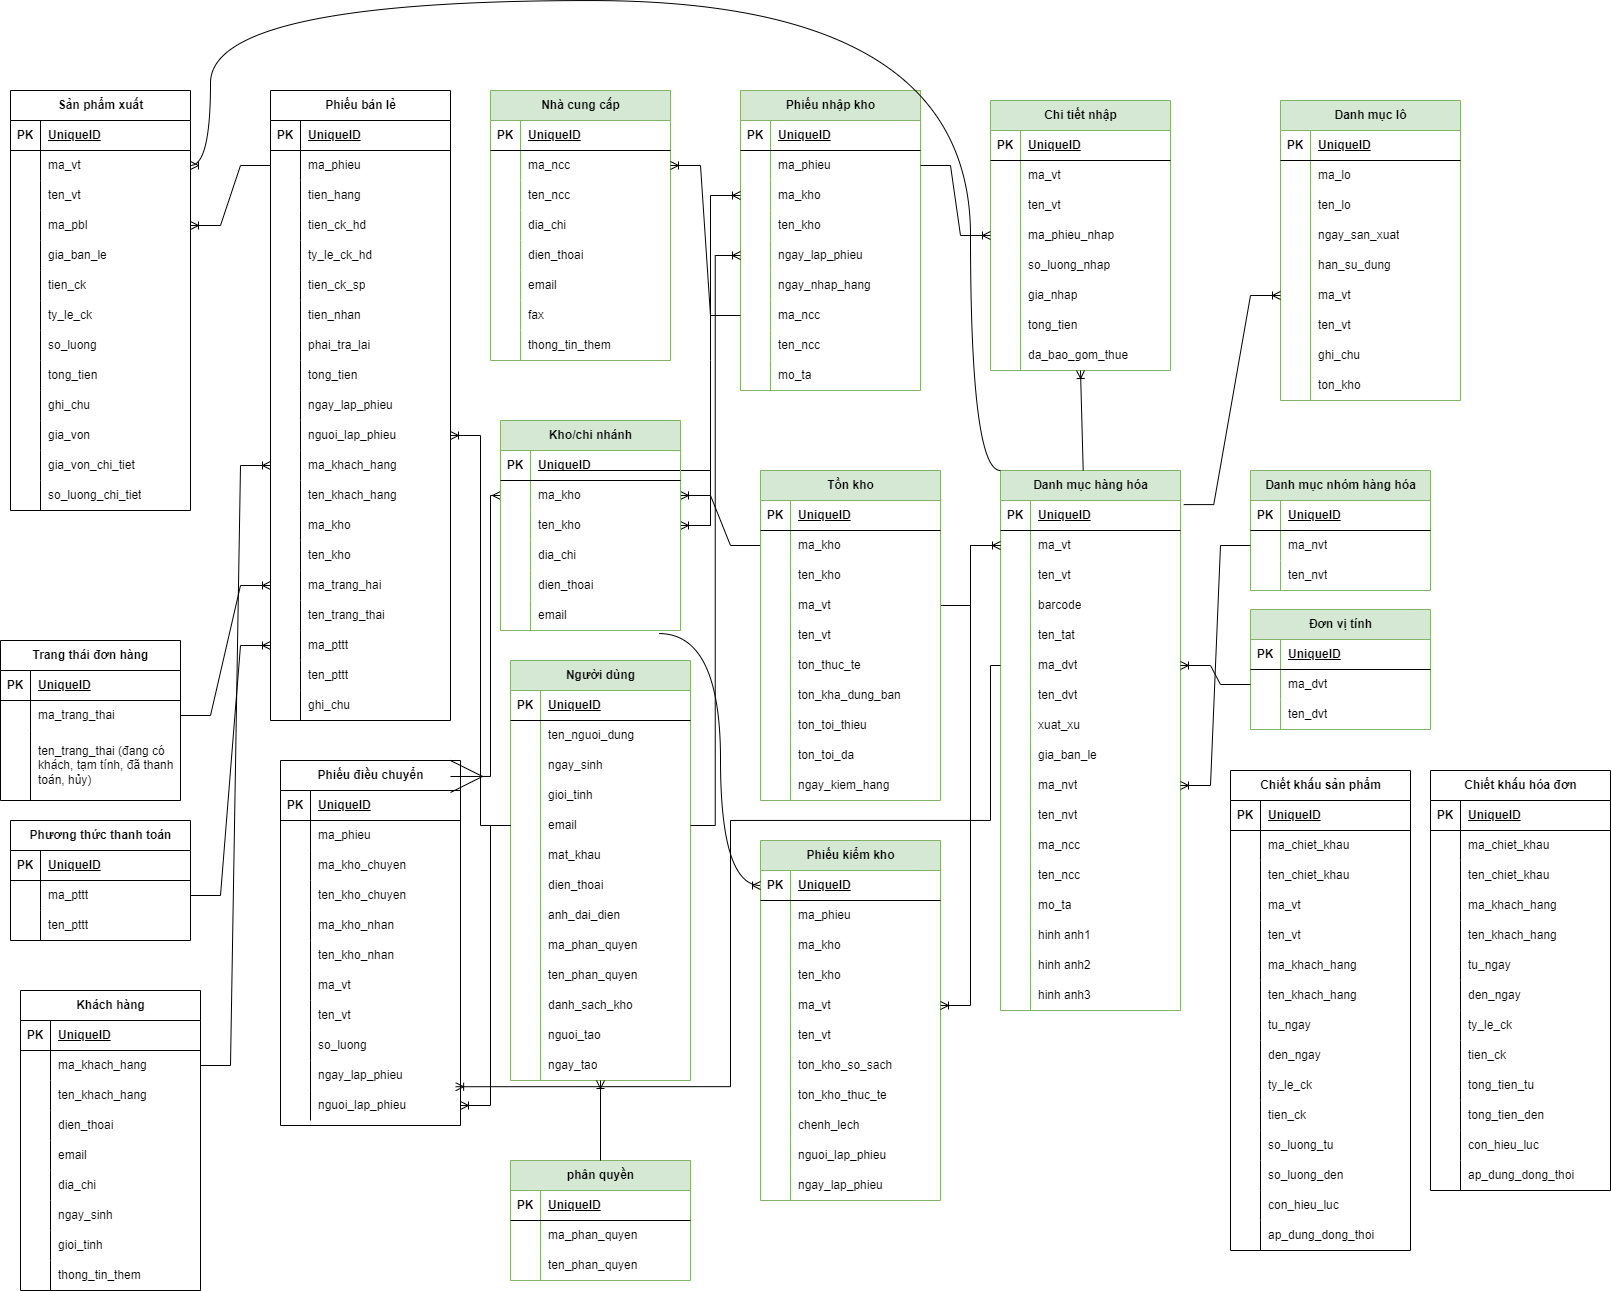 Sản phẩm xuất
PK UniqueID
ma_vt
ten_vt
ma_pbl
gia_ban_le
tien_ck
ty_le_ck
so_luong
tong_tien
ghi_chu
gia_von
gia_von_chi_tiet
so_luong_chi_tiet
Phiếu bán lẻ
PK UniqueID
ma_phieu
tien_hang
tien_ck_hd
ty_le_ck_hd
tien_ck_sp
tien_nhan
phai_tra_lai
tong_tien
ngay_lap_phieu
nguoi_lap_phieu
ma_khach_hang
ten_khach_hang
ma_kho
ten_kho
ma_trang_hai
ten_trang_thai
ma_pttt
ten_pttt
ghi_chu
Nhà cung cấp
PK UniqueID
ma_ncc
ten_ncc
dia_chi
dien_thoai
email
fax
thong_tin_them
Phiếu nhập kho
PK UniqueID
ma_phieu
ma_kho
ten_kho
ngay_lap_phieu
ngay_nhap_hang
ma_ncc
ten_ncc
mo_ta
Chi tiết nhập
PK UniqueID
ma_vt
ten_vt
ma_phieu_nhap
so_luong_nhap
gia_nhap
tong_tien
da_bao_gom_thue
Danh mục lô
PK UniqueID
ma_lo
ten_lo
ngay_san_xuat
han_su_dung
ma_vt
ten_vt
ghi_chu
ton_kho
Kho/chi nhánh
PK UniqueID
ma_kho
ten_kho
dia_chi
dien_thoai
email
Tồn kho
PK UniqueID
ma_kho
ten_kho
ma_vt
ten_vt
ton_thuc_te
ton_kha_dung_ban
ton_toi_thieu
ton_toi_da
ngay_kiem_hang
Danh mục hàng hóa
PK UniqueID
ma_vt
ten_vt
barcode
ten_tat
ma_dvt
ten_dvt
xuat_xu
gia_ban_le
ma_nvt
ten_nvt
ma_ncc
ten_ncc
mo_ta
hinh anh1
hinh anh2
hinh anh3
Danh mục nhóm hàng hóa
PK UniqueID
ma_nvt
ten_nvt
Đơn vị tính
PK UniqueID
ma_dvt
ten_dvt
Trang thái đơn hàng
PK UniqueID
ma_trang_thai
ten_trang_thai (đang có
khách, tạm tính, đã thanh
toán, hủy)
Phương thức thanh toán
PK UniqueID
ma_pttt
ten_pttt
Khách hàng
PK UniqueID
ma_khach_hang
ten_khach_hang
dien_thoai
email
dia_chi
ngay_sinh
gioi_tinh
thong_tin_them
Phiếu điều chuyển
PK UniqueID
ma_phieu
ma_kho_chuyen
ten_kho_chuyen
ma_kho_nhan
ten_kho_nhan
ma_vt
ten_vt
so_luong
ngay_lap_phieu
nguoi_lap_phieu
Người dùng
PK UniqueID
ten_nguoi_dung
ngay_sinh
gioi_tinh
email
mat_khau
dien_thoai
anh_dai_dien
ma_phan_quyen
ten_phan_quyen
danh_sach_kho
nguoi_tao
ngay_tao
phân quyền
PK UniqueID
ma_phan_quyen
ten_phan_quyen
Phiếu kiểm kho
PK UniqueID
ma_phieu
ma_kho
ten_kho
ma_vt
ten_vt
ton_kho_so_sach
ton_kho_thuc_te
chenh_lech
nguoi_lap_phieu
ngay_lap_phieu
Chiết khấu sản phẩm
PK UniqueID
ma_chiet_khau
ten_chiet_khau
ma_vt
ten_vt
ma_khach_hang
ten_khach_hang
tu_ngay
den_ngay
ty_le_ck
tien_ck
so_luong_tu
so_luong_den
con_hieu_luc
ap_dung_dong_thoi
Chiết khấu hóa đơn
PK UniqueID
ma_chiet_khau
ten_chiet_khau
ma_khach_hang
ten_khach_hang
tu_ngay
den_ngay
ty_le_ck
tien_ck
tong_tien_tu
tong_tien_den
con_hieu_luc
ap_dung_dong_thoi